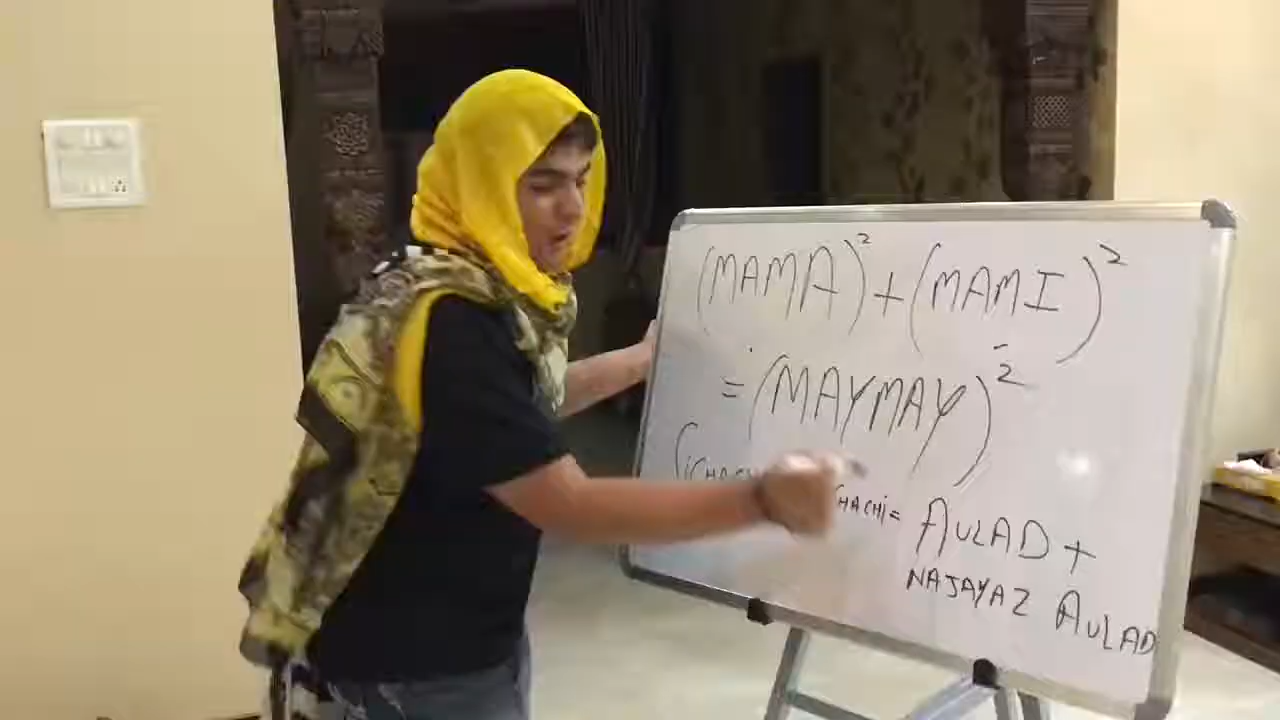 (MAMA)² + (MAMI)²
= (MAYMAY)²
∫(CHACHI= AULAD +
NAJAYAZ AULAD